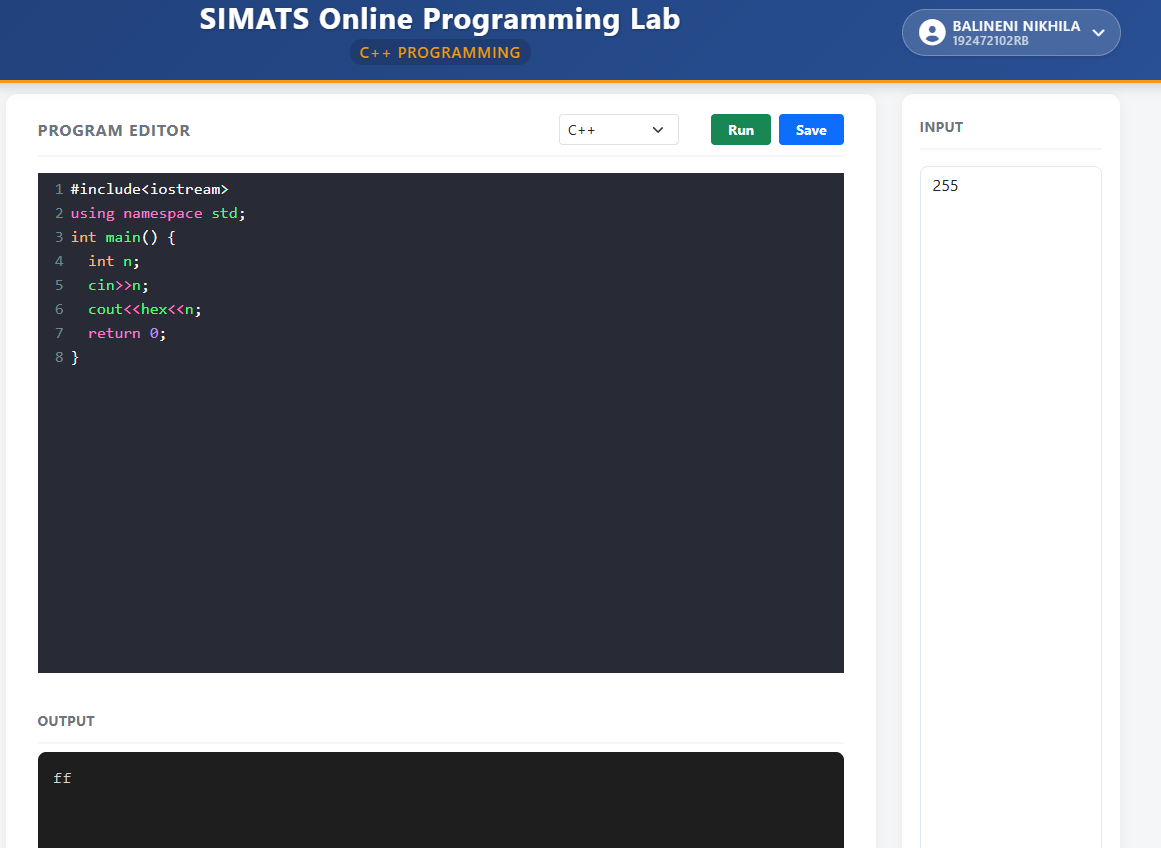 SIMATS Online Programming Lab
C++ PROGRAMMING
BALINENI NIKHILA
192472102RB
PROGRAM EDITOR
C++
Run
Save
1 #include<iostream>
2 using namespace std;
3 int main() {
4   int n;
5   cin>>n;
6   cout<<hex<<n;
7   return 0;
8 }
OUTPUT
ff
INPUT
255